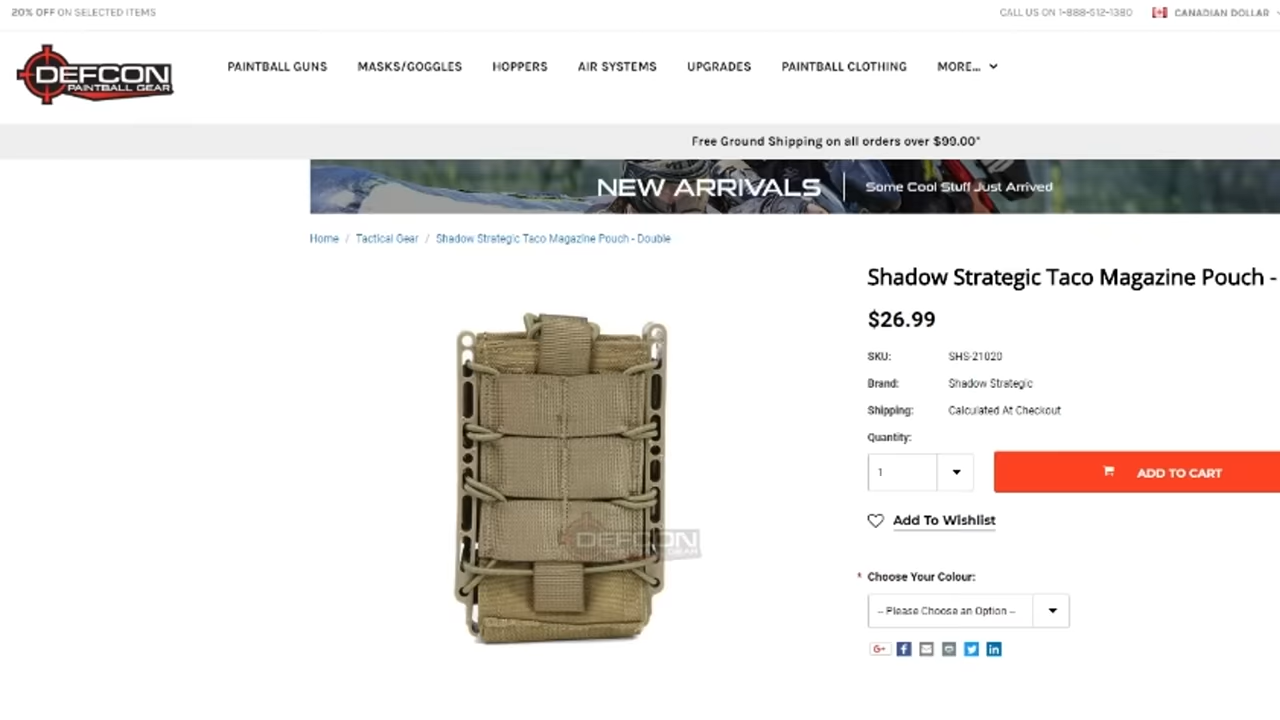 20% OFF ON SELECTED ITEMS
CALL US ON 1-888-512-1380
CANADIAN DOLLAR
DEFCON
PAINTBALL GEAR
PAINTBALL GUNS MASKS/GOGGLES HOPPERS AIR SYSTEMS UPGRADES PAINTBALL CLOTHING MORE...
Free Ground Shipping on all orders over $99.00*
NEW ARRIVALS Some Cool Stuff Just Arrived
Home / Tactical Gear / Shadow Strategic Taco Magazine Pouch - Double
Shadow Strategic Taco Magazine Pouch -
$26.99
SKU: SHS-21020
Brand: Shadow Strategic
Shipping: Calculated At Checkout
Quantity:
1
ADD TO CART
Add To Wishlist
* Choose Your Colour:
-- Please Choose an Option --
G+
f
in
DEFCON
PAINTBALL GEAR